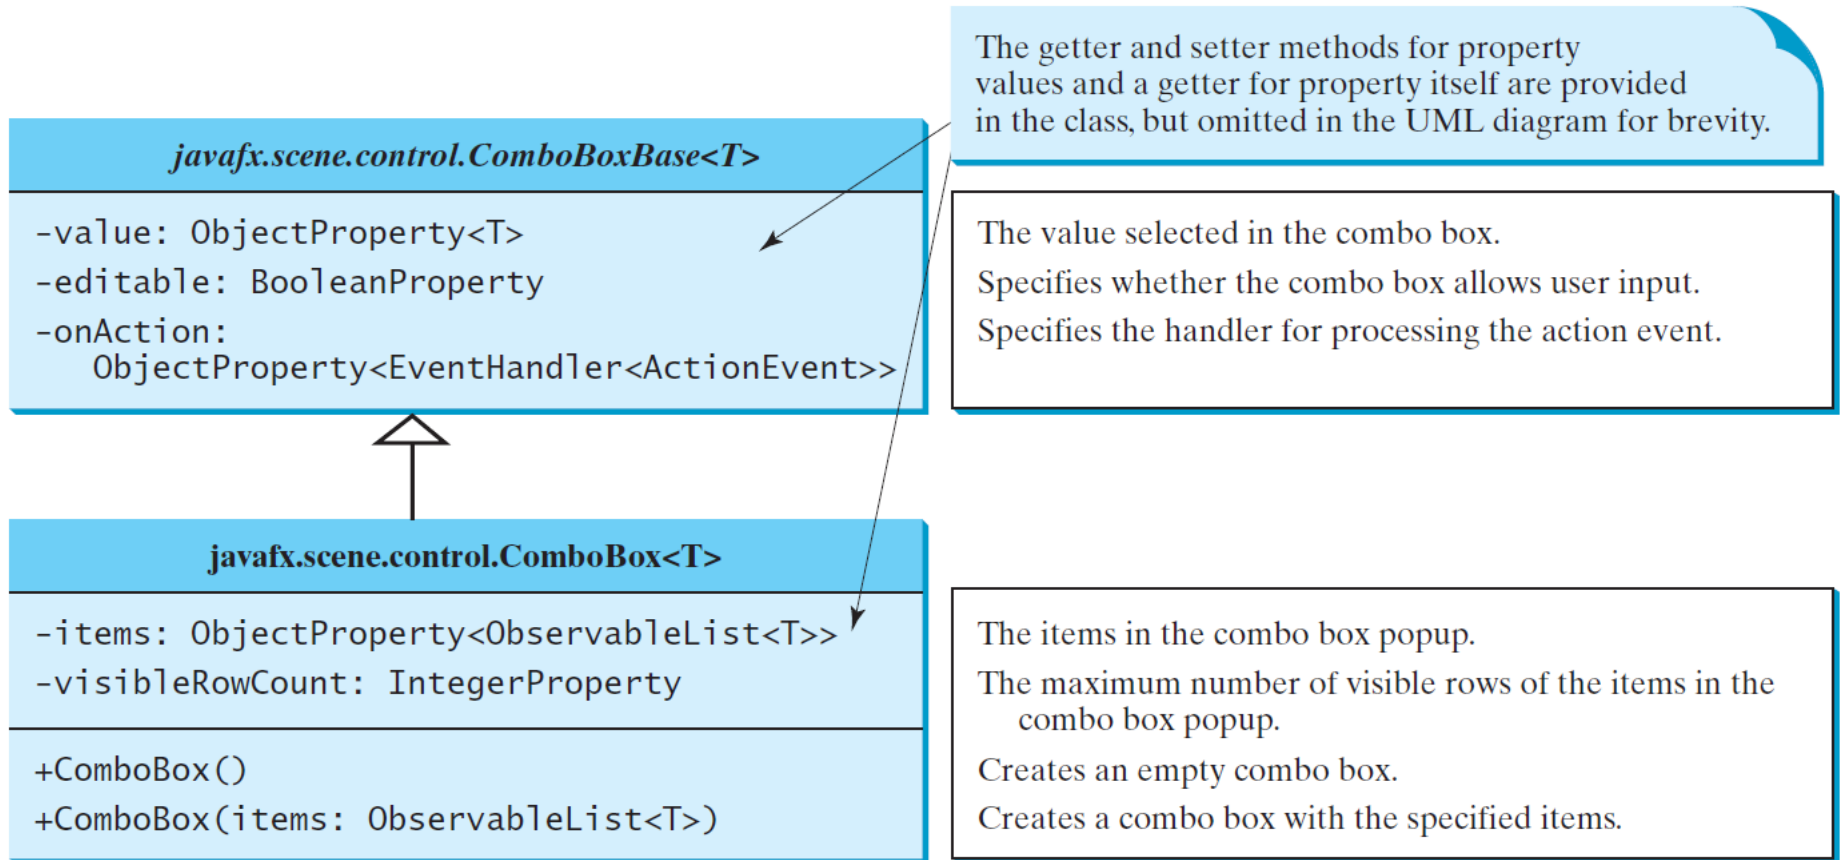 The getter and setter methods for property
values and a getter for property itself are provided
in the class, but omitted in the UML diagram for brevity.
javafx.scene.control.ComboBoxBase<T>
-value: ObjectProperty<T>
-editable: BooleanProperty
-onAction:
ObjectProperty<EventHandler<ActionEvent>>
The value selected in the combo box.
Specifies whether the combo box allows user input.
Specifies the handler for processing the action event.
javafx.scene.control.ComboBox<T>
-items: ObjectProperty<ObservableList<T>>
-visibleRowCount: IntegerProperty
+ComboBox()
+ComboBox(items: ObservableList<T>)
The items in the combo box popup.
The maximum number of visible rows of the items in the
combo box popup.
Creates an empty combo box.
Creates a combo box with the specified items.